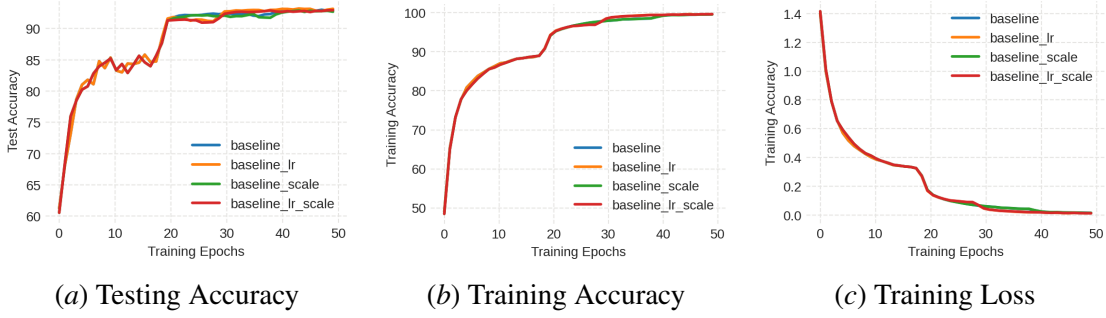 Test Accuracy
90
85
80
75
70
65
60
0 10 20 30 40 50
Training Epochs
baseline
baseline_lr
baseline_scale
baseline_lr_scale
(a) Testing Accuracy
Training Accuracy
100
90
80
70
60
50
0 10 20 30 40 50
Training Epochs
baseline
baseline_lr
baseline_scale
baseline_lr_scale
(b) Training Accuracy
Training Accuracy
1.4
1.2
1.0
0.8
0.6
0.4
0.2
0.0
0 10 20 30 40 50
Training Epochs
baseline
baseline_lr
baseline_scale
baseline_lr_scale
(c) Training Loss